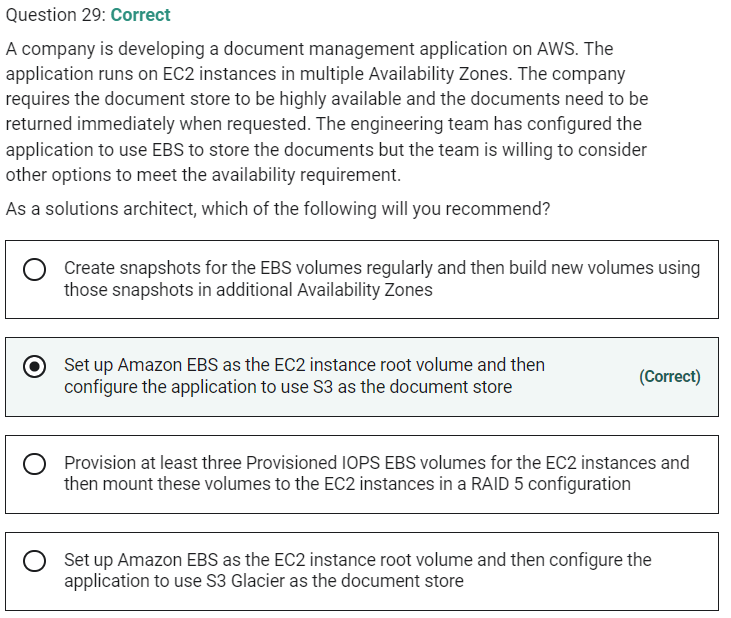 Question 29: Correct
A company is developing a document management application on AWS. The
application runs on EC2 instances in multiple Availability Zones. The company
requires the document store to be highly available and the documents need to be
returned immediately when requested. The engineering team has configured the
application to use EBS to store the documents but the team is willing to consider
other options to meet the availability requirement.
As a solutions architect, which of the following will you recommend?
Create snapshots for the EBS volumes regularly and then build new volumes using
those snapshots in additional Availability Zones
Set up Amazon EBS as the EC2 instance root volume and then
configure the application to use S3 as the document store
(Correct)
Provision at least three Provisioned IOPS EBS volumes for the EC2 instances and
then mount these volumes to the EC2 instances in a RAID 5 configuration
Set up Amazon EBS as the EC2 instance root volume and then configure the
application to use S3 Glacier as the document store